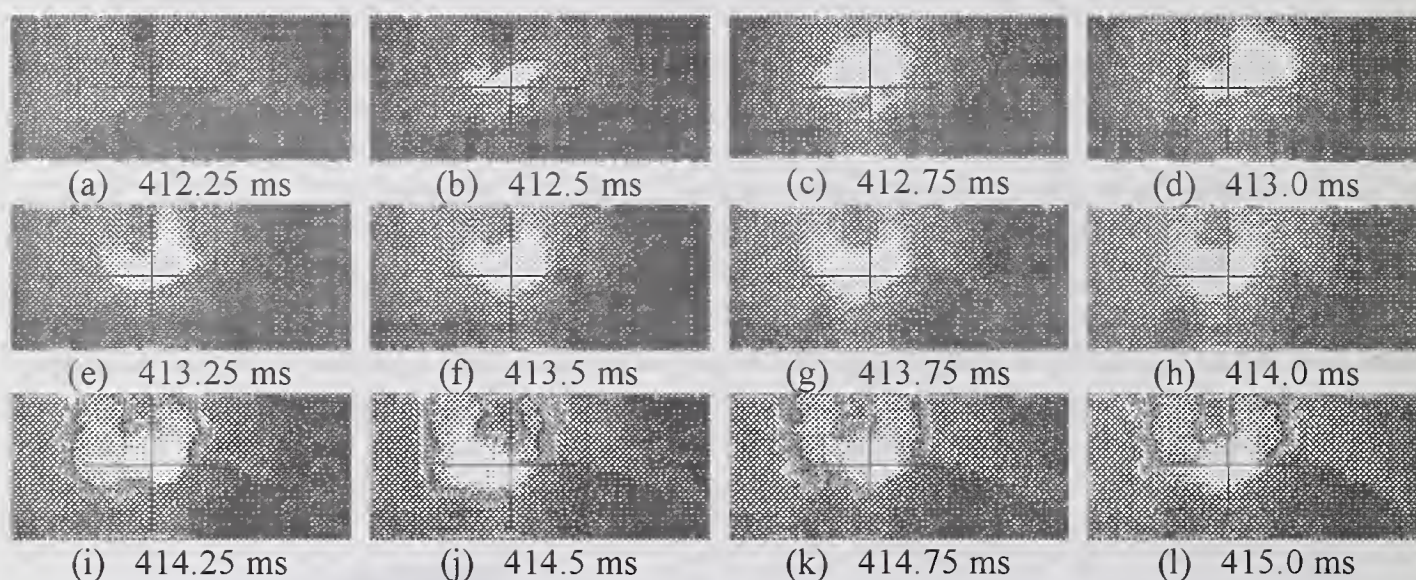 (a) 412.25 ms (b) 412.5 ms (c) 412.75 ms (d) 413.0 ms
(e) 413.25 ms (f) 413.5 ms (g) 413.75 ms (h) 414.0 ms
(i) 414.25 ms (j) 414.5 ms (k) 414.75 ms (l) 415.0 ms